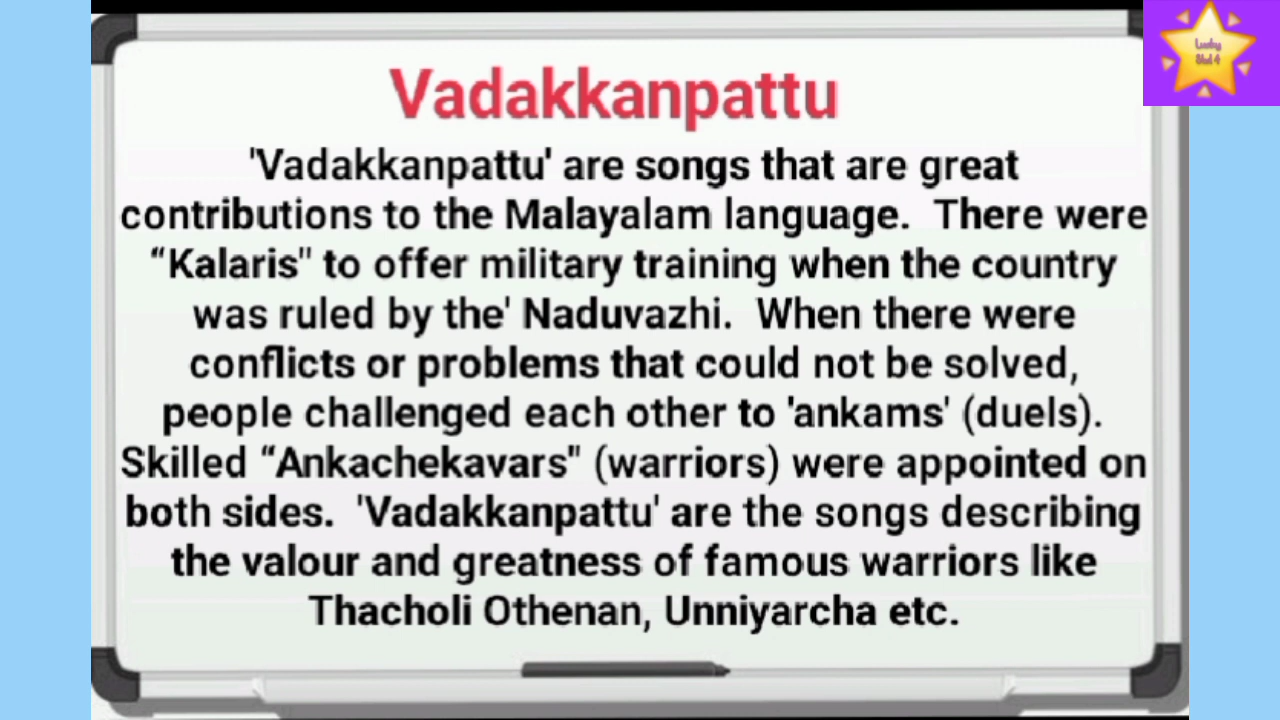 Lucky
Std 4
Vadakkanpattu
'Vadakkanpattu' are songs that are great
contributions to the Malayalam language. There were
“Kalaris" to offer military training when the country
was ruled by the' Naduvazhi. When there were
conflicts or problems that could not be solved,
people challenged each other to 'ankams' (duels).
Skilled “Ankachekavars" (warriors) were appointed on
both sides. 'Vadakkanpattu' are the songs describing
the valour and greatness of famous warriors like
Thacholi Othenan, Unniyarcha etc.